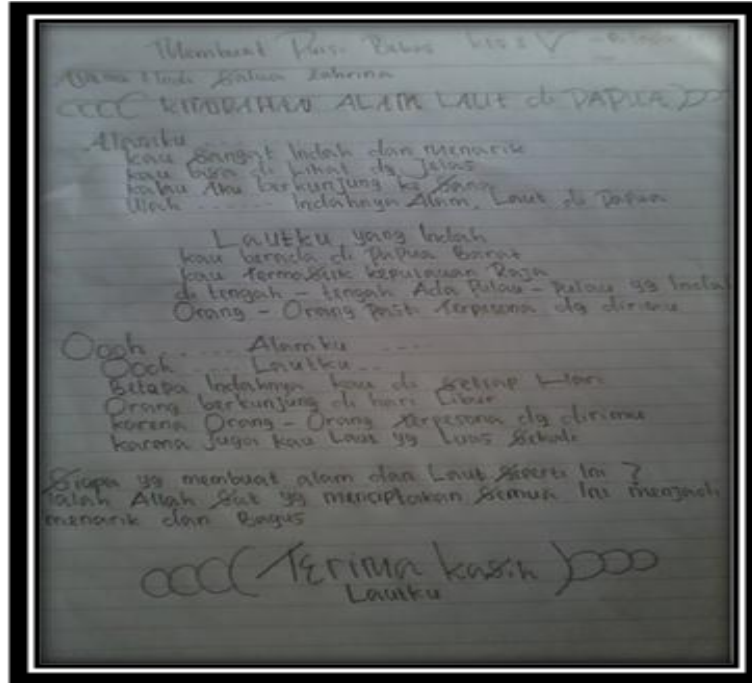 Membuat Puisi Bebas
Nama Salwa Zahrina
KEINDAHAN ALAM LAUT di PAPUA
Alamku
kau Sangat Indah dan menarik
kau bisa di Lihat dg Jelas
kalau Aku berkunjung ke Sana
Wah ...... Indahnya Alam, Laut di Papua
Lautku yang Indah
kau berada di Papua Barat
kau Termasuk kepulauan Raja
di tengah - tengah Ada Pulau - Pulau yg Indah
Orang - Orang Pasti Terpesona dg dirimu
Oooh ..... Alamku ....
Oooh ..... Lautku ...
Betapa Indahnya kau di Setiap Hari
Orang berkunjung di hari Libur
karena Orang - Orang terpesona dg dirimu
karena Juga kau Laut yg Luas Sekali
Siapa yg membuat alam dan Laut Seperti Ini ?
Ialah Allah Swt yg menciptakan Semua Ini menjadi
menarik dan Bagus
Terima kasih
Lautku